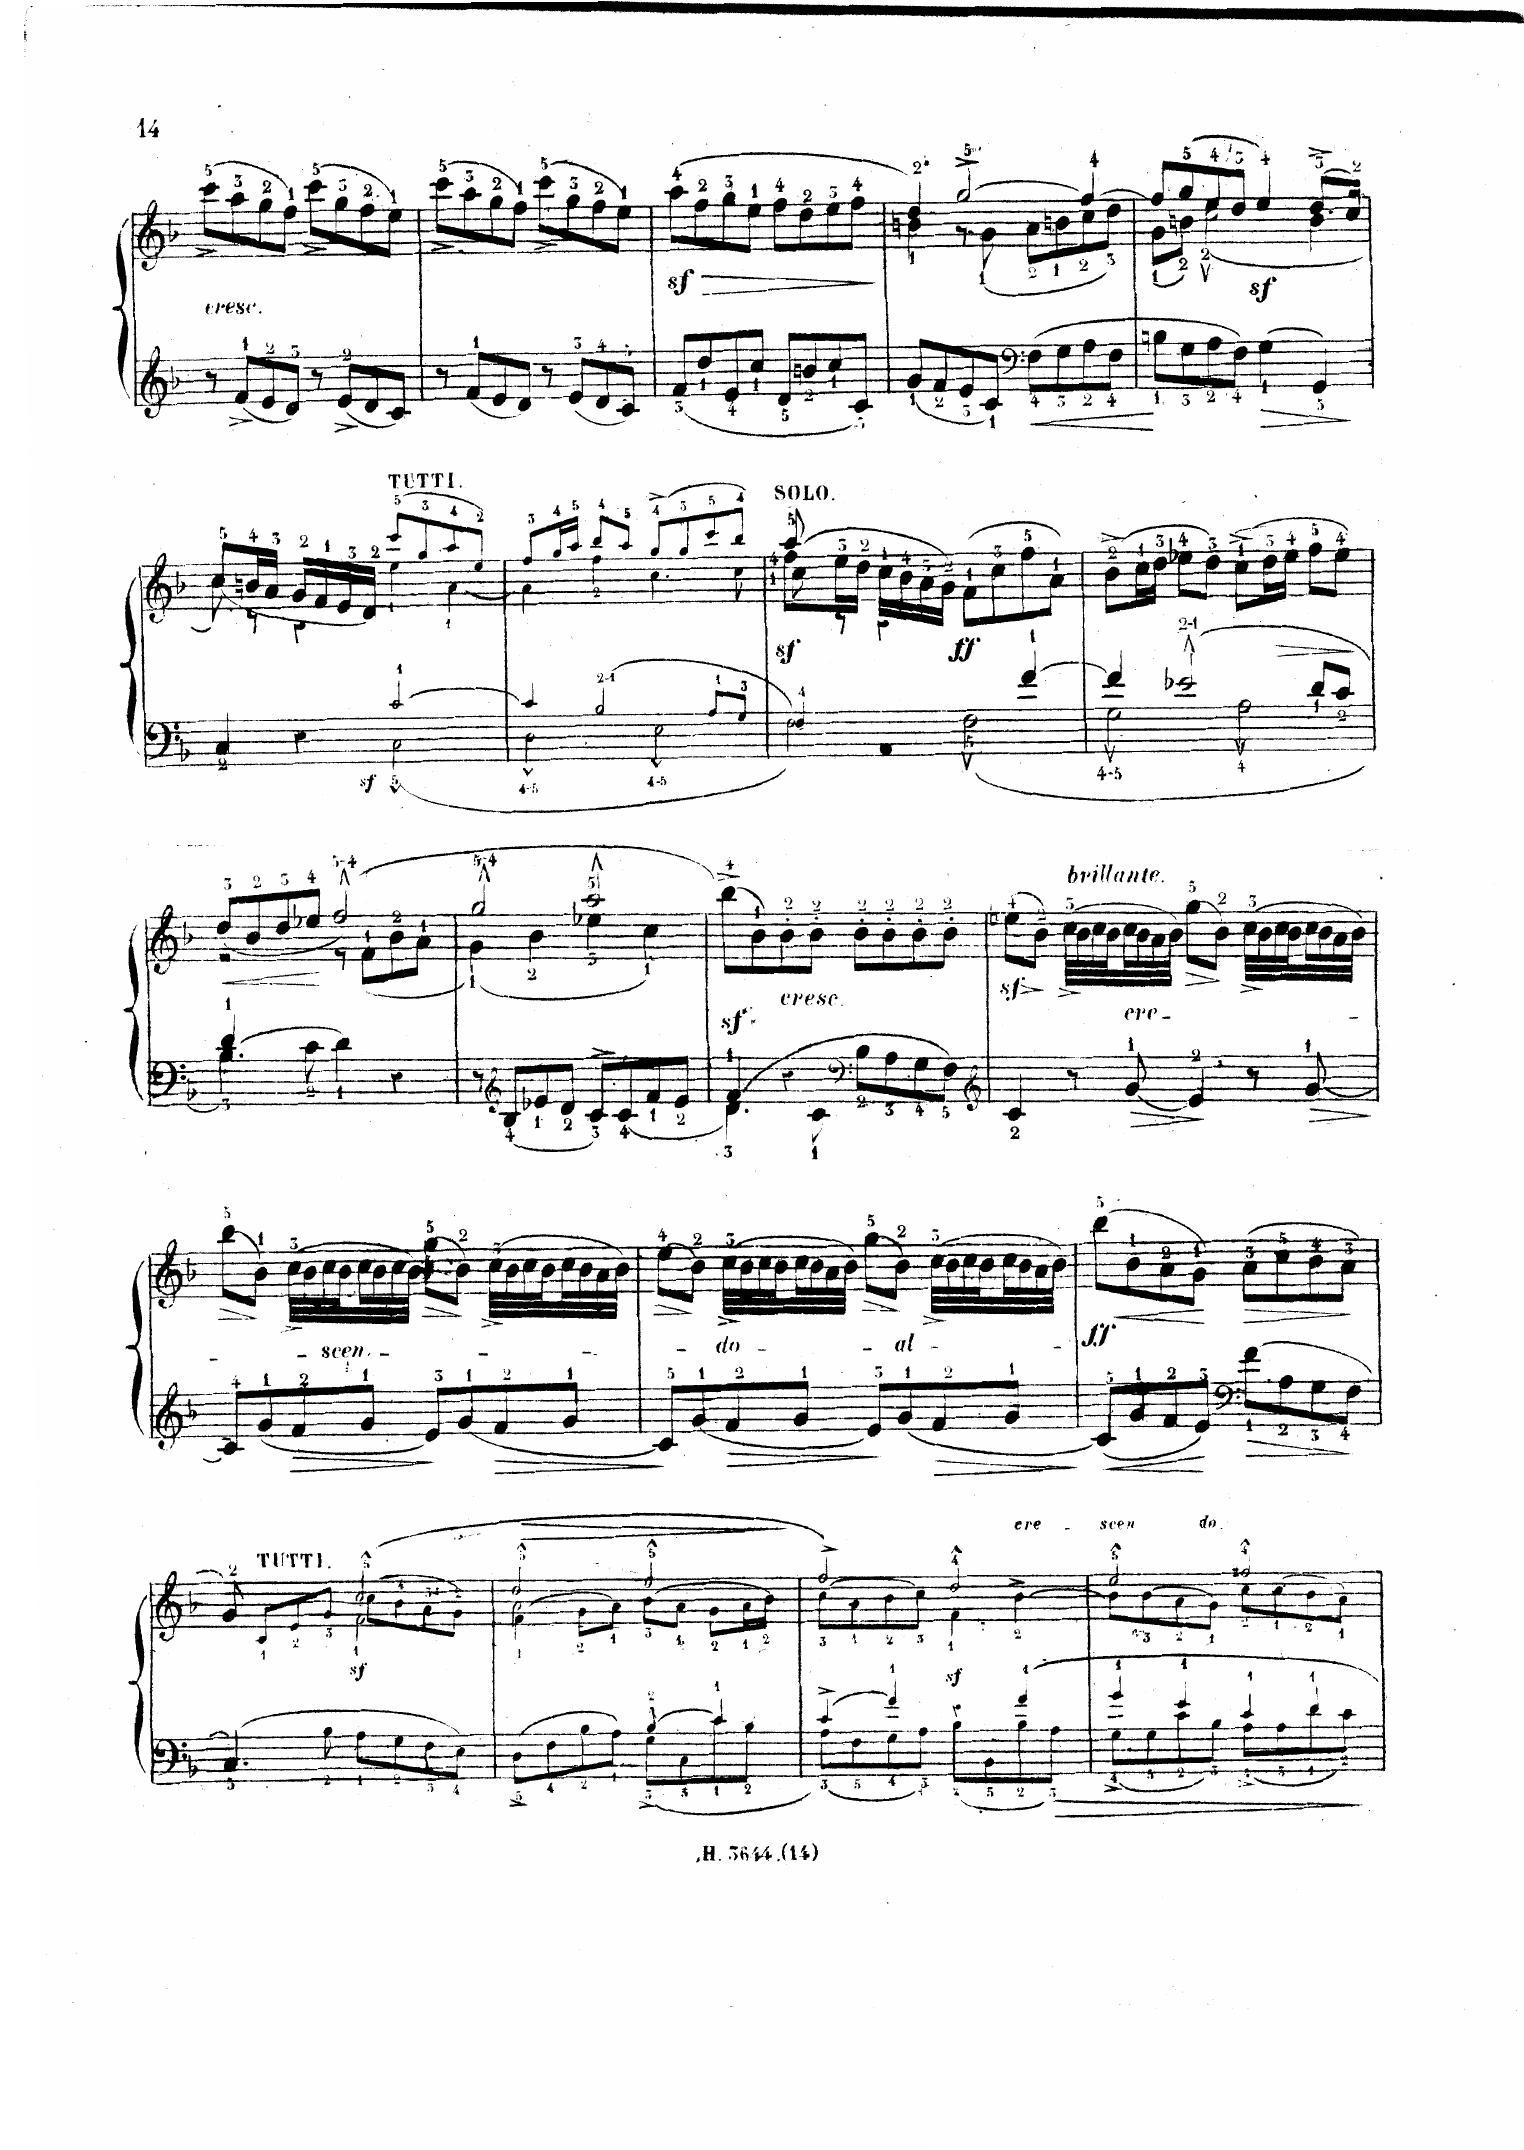 14
cresc.
sf
sf
TUTTI.
SOLO.
sf
sf
ff
brillante.
sf
cresc.
sf
cre -
- scen - - - do - - al -
ff
cre - scen do.
TUTTI.
sf
sf
H. 3644.(14)